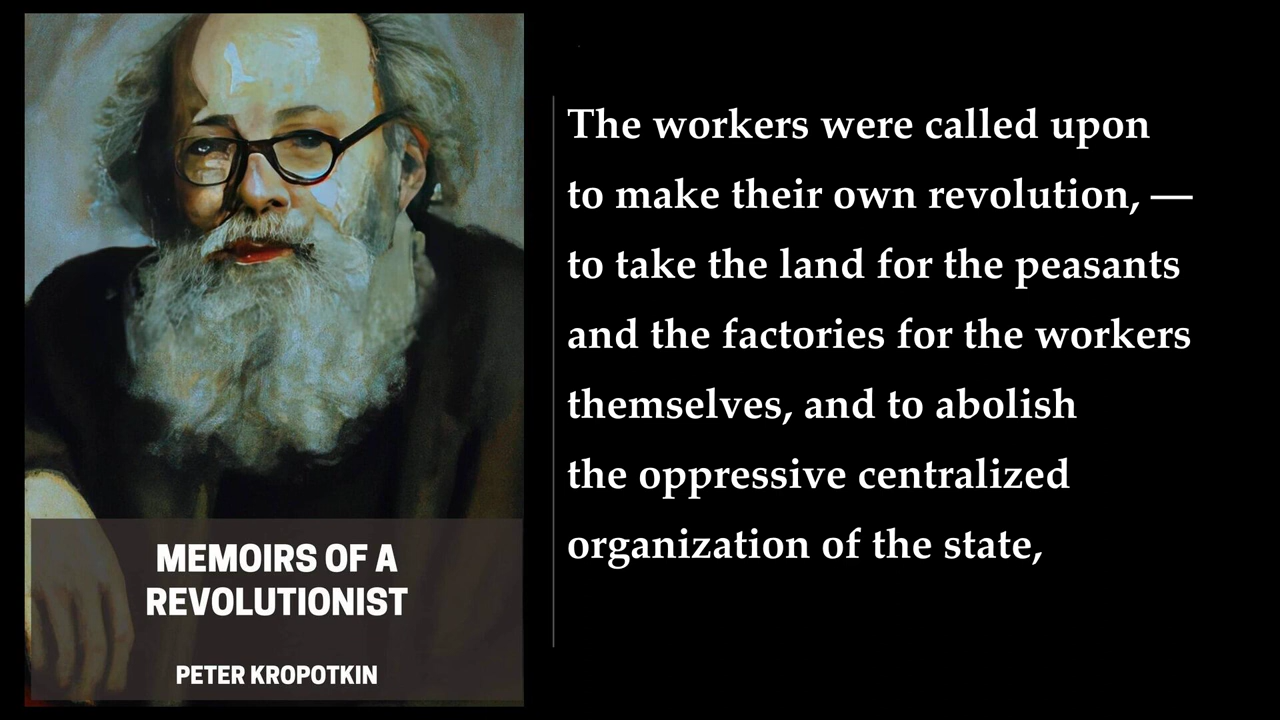 MEMOIRS OF A
REVOLUTIONIST
PETER KROPOTKIN
The workers were called upon
to make their own revolution, —
to take the land for the peasants
and the factories for the workers
themselves, and to abolish
the oppressive centralized
organization of the state,